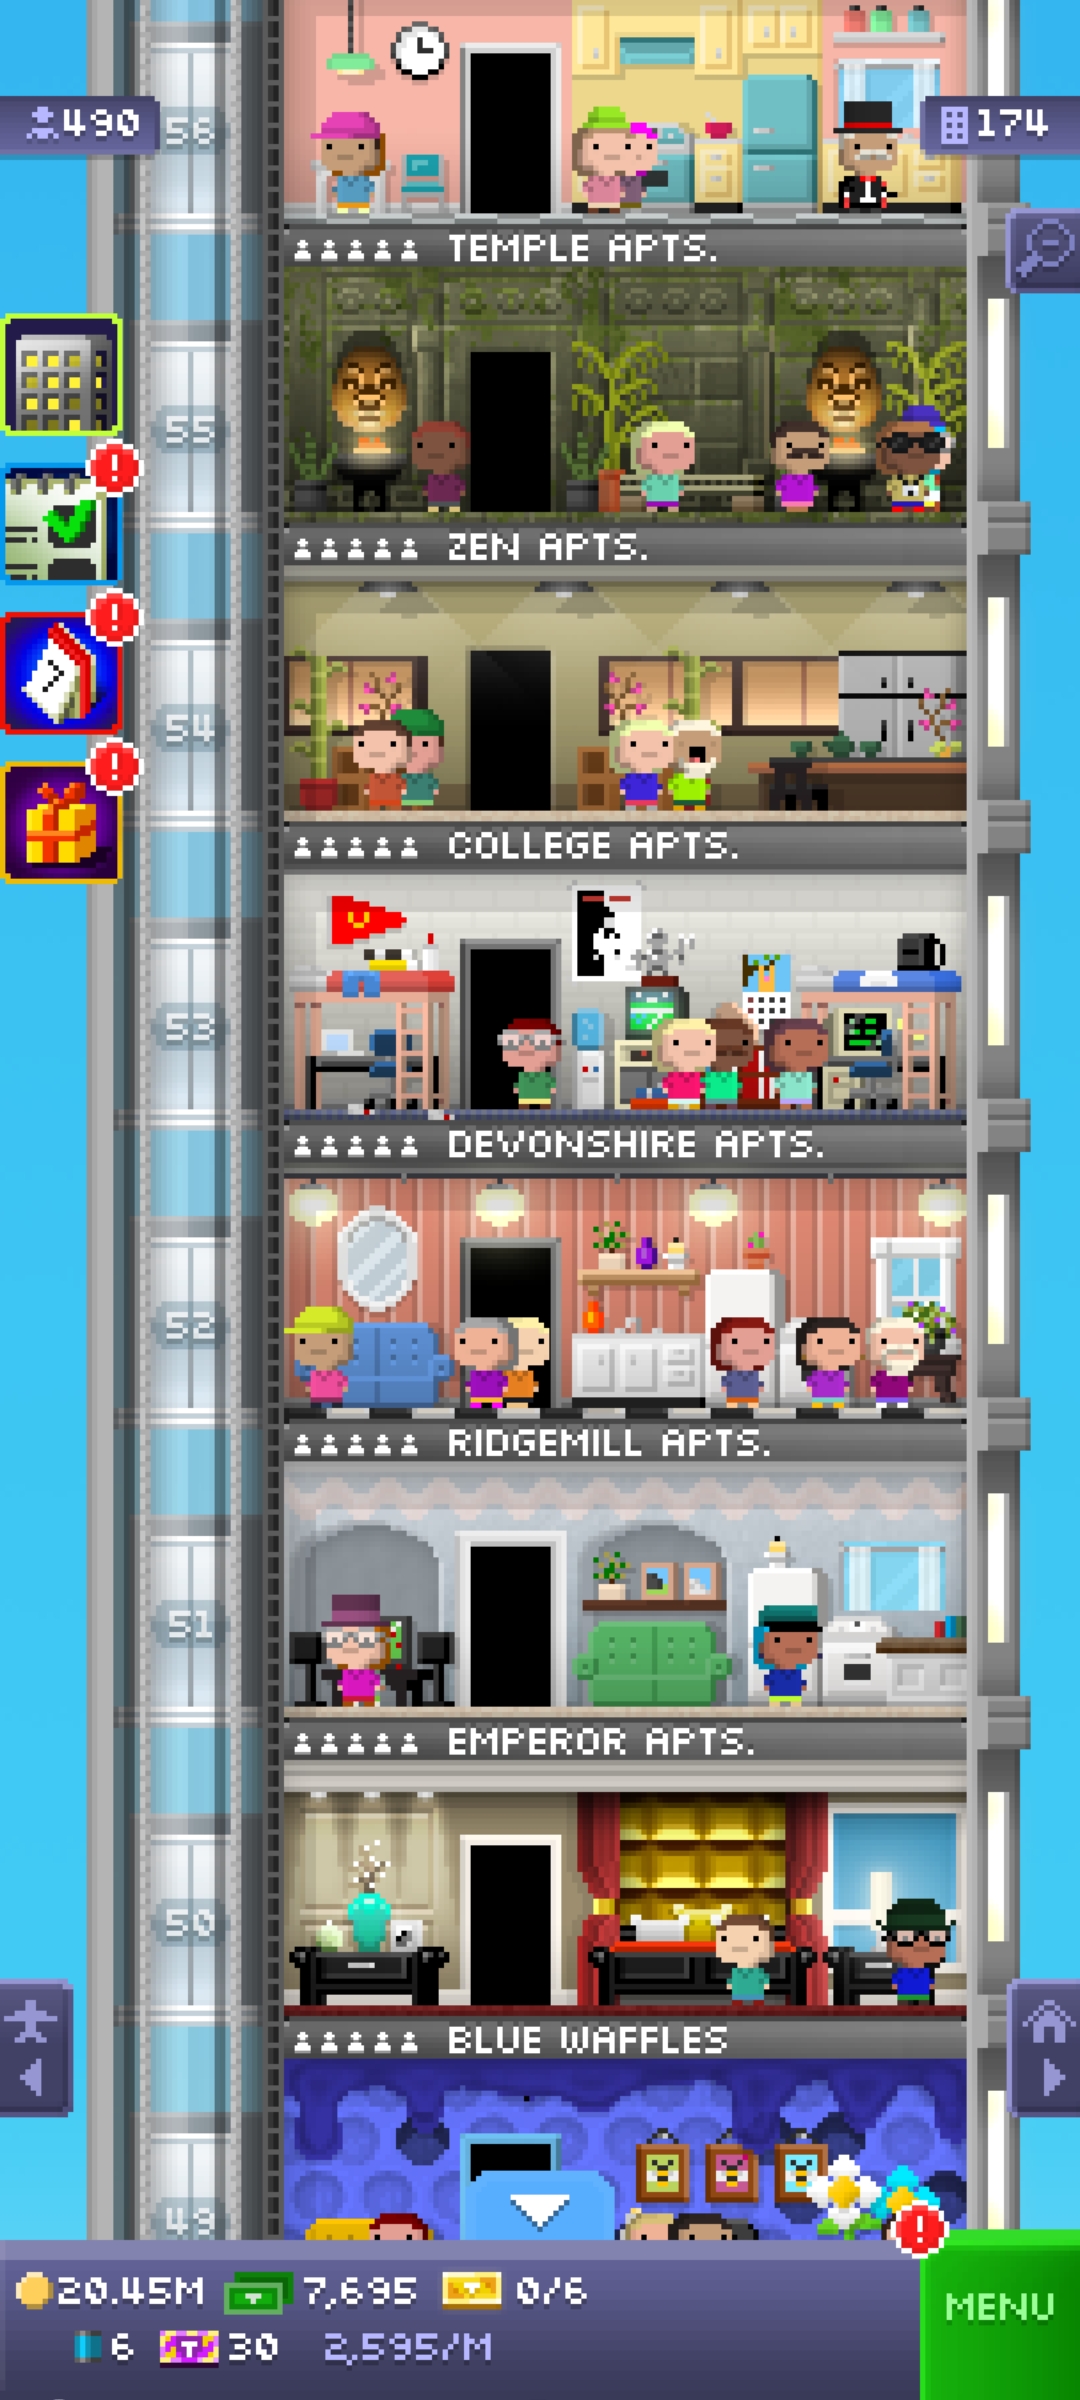 490
56
174
TEMPLE APTS.
55
ZEN APTS.
54
COLLEGE APTS.
53
DEVONSHIRE APTS.
52
RIDGEMILL APTS.
51
EMPEROR APTS.
50
BLUE WAFFLES
49
20.45M
7,695
0/6
MENU
6
T
30
2,595/M